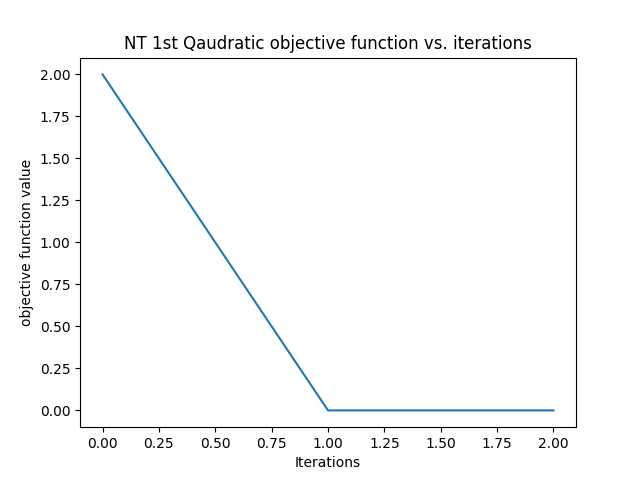 NT 1st Qaudratic objective function vs. iterations
objective function value
2.00
1.75
1.50
1.25
1.00
0.75
0.50
0.25
0.00
0.00 0.25 0.50 0.75 1.00 1.25 1.50 1.75 2.00
Iterations